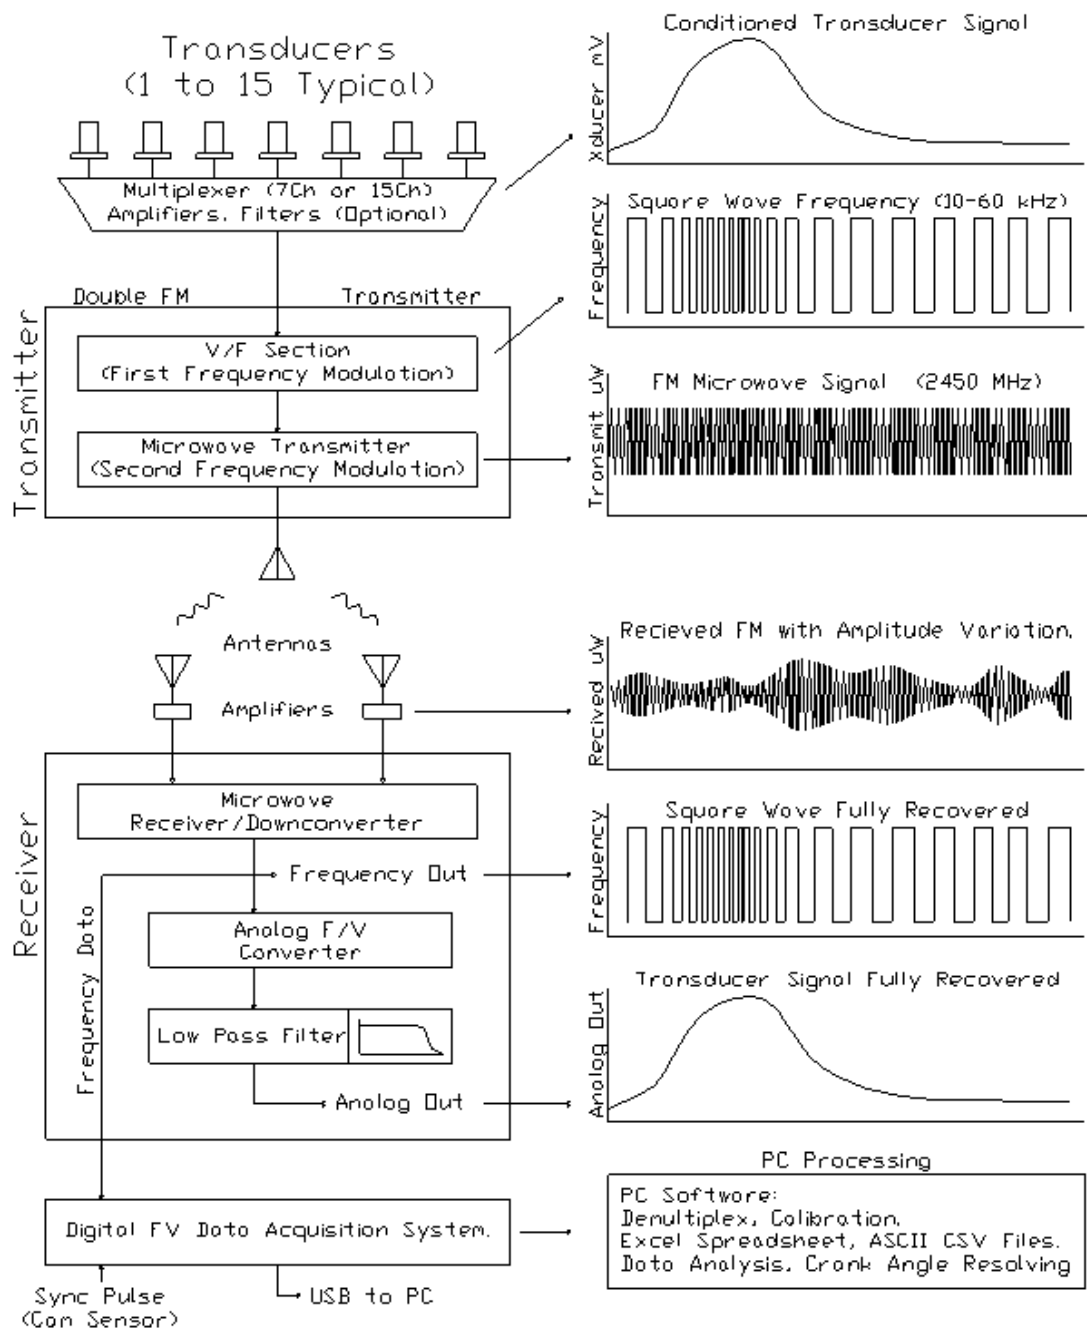 Transducers
(1 to 15 Typical)
Multiplexer (7Ch or 15Ch)
Amplifiers, Filters (Optional)
Double FM
Transmitter
Transmitter
V/F Section
(First Frequency Modulation)
Microwave Transmitter
(Second Frequency Modulation)
Antennas
Amplifiers
Receiver
Microwave
Receiver/Downconverter
Frequency Out
Frequency Data
Analog F/V
Converter
Low Pass Filter
Analog Out
Digital FV Data Acquisition System.
Sync Pulse
(Cam Sensor)
USB to PC
Conditioned Transducer Signal
Xducer mV
Square Wave Frequency (10-60 kHz)
Frequency
FM Microwave Signal (2450 MHz)
Transmit uW
Recieved FM with Amplitude Variation.
Recived uW
Square Wave Fully Recovered
Frequency
Transducer Signal Fully Recovered
Analog Out
PC Processing
PC Software:
Demultiplex, Calibration,
Excel Spreadsheet, ASCII CSV Files.
Data Analysis, Crank Angle Resolving